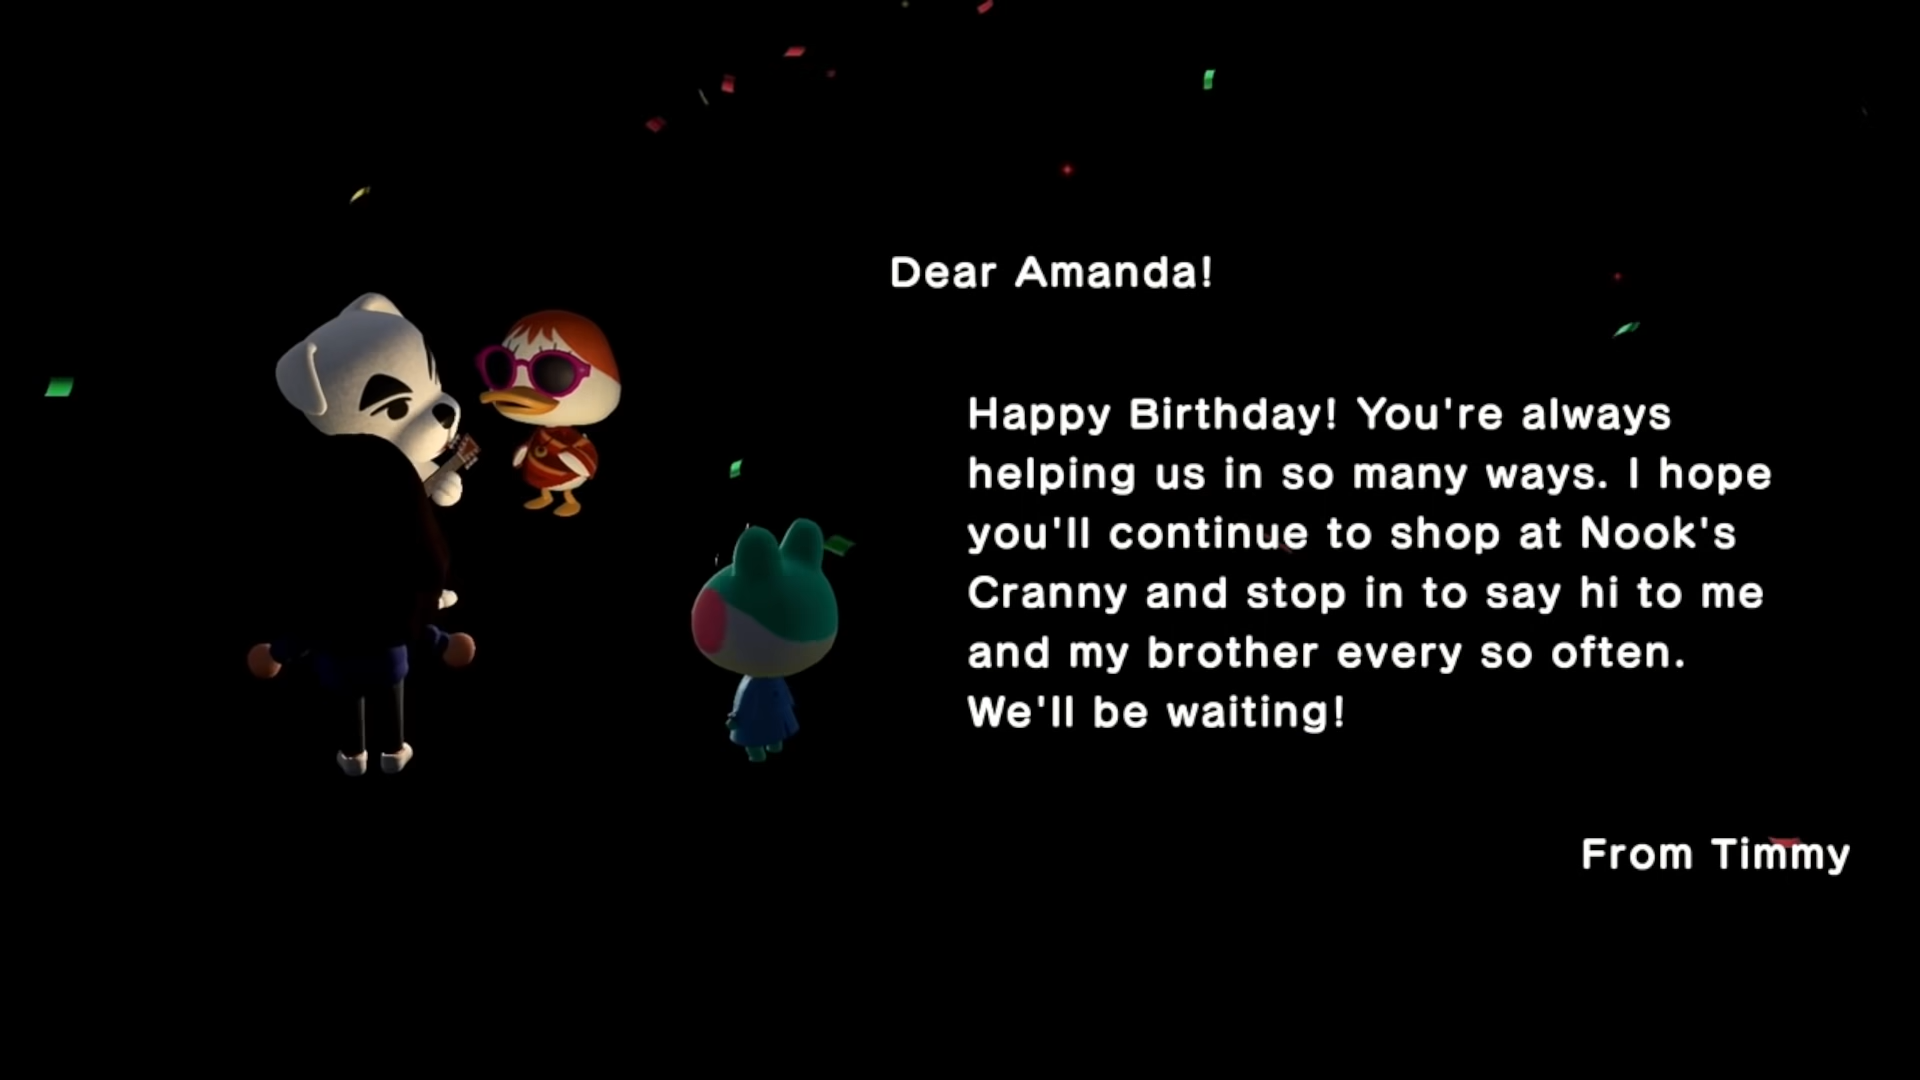 Dear Amanda!
Happy Birthday! You're always
helping us in so many ways. I hope
you'll continue to shop at Nook's
Cranny and stop in to say hi to me
and my brother every so often.
We'll be waiting!
From Timmy